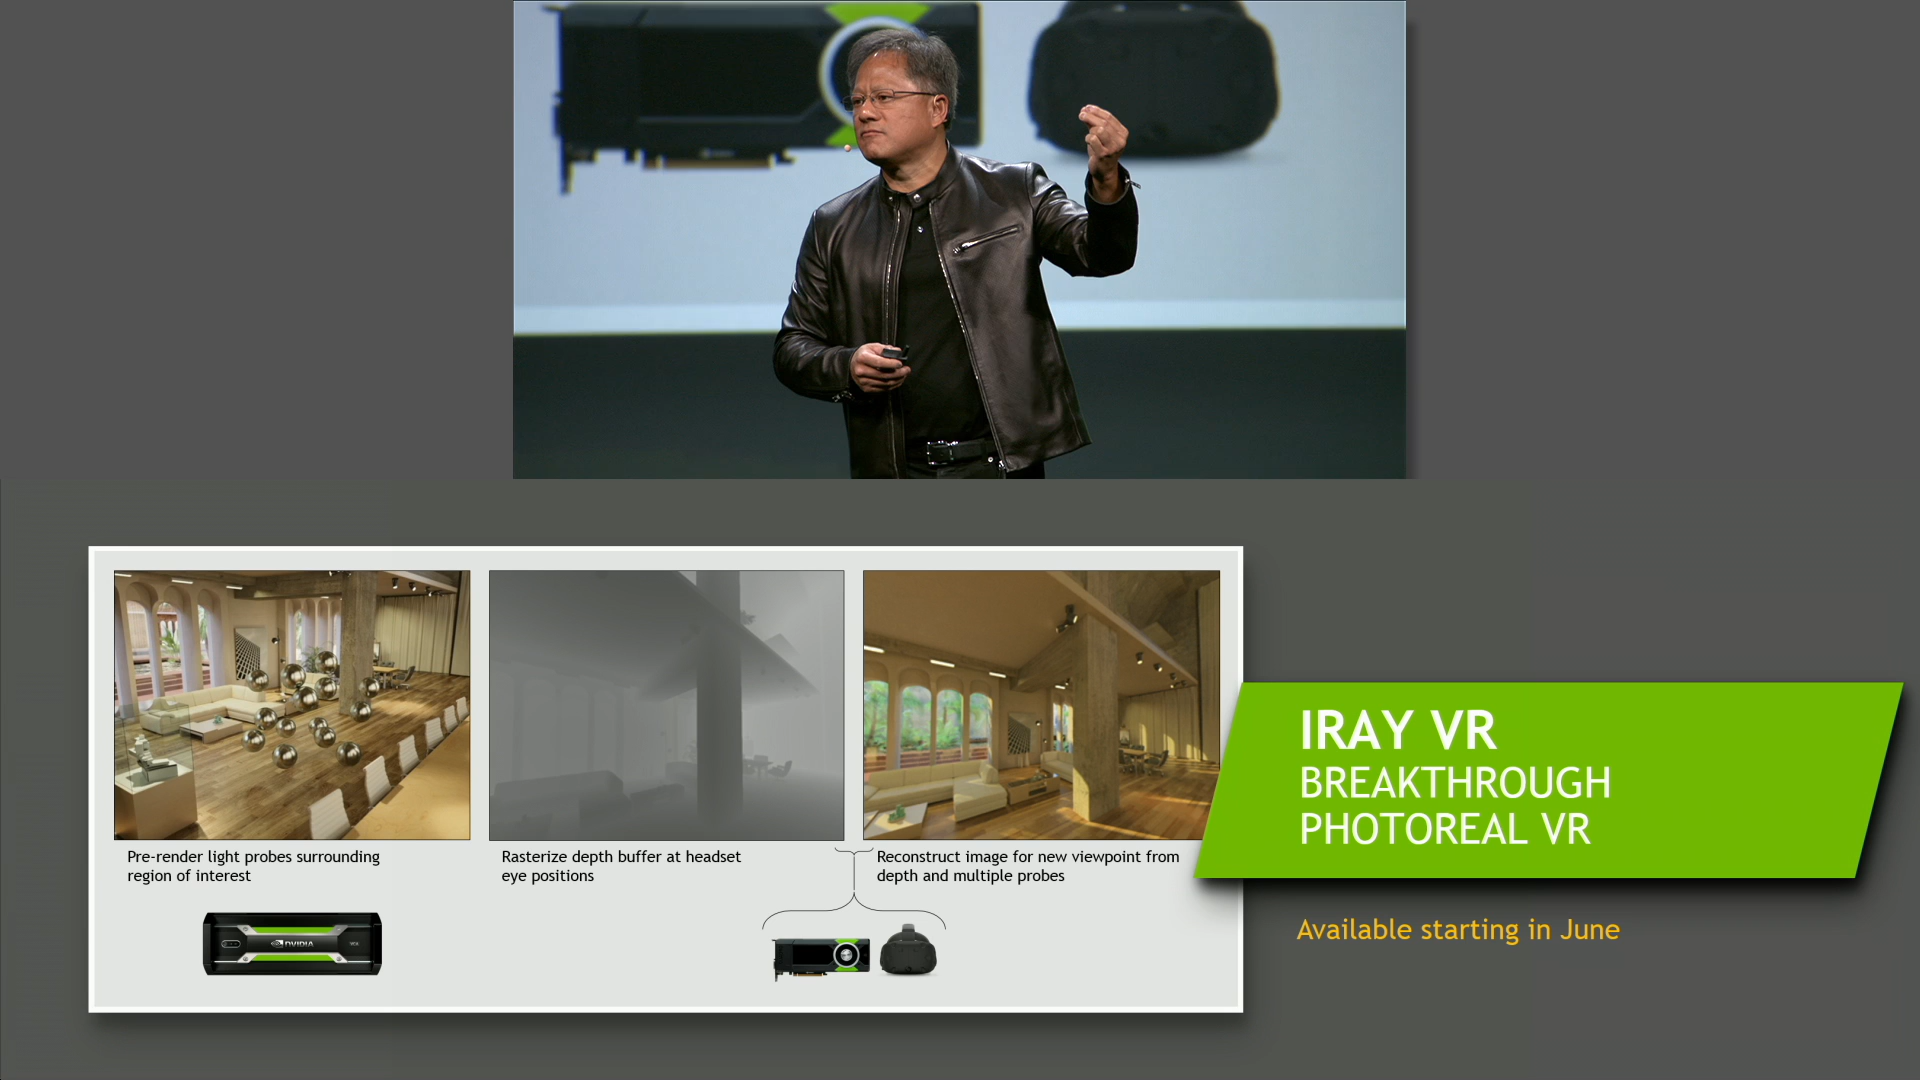 Pre-render light probes surrounding
region of interest
Rasterize depth buffer at headset
eye positions
Reconstruct image for new viewpoint from
depth and multiple probes
NVIDIA
IRAY VR
BREAKTHROUGH
PHOTOREAL VR
Available starting in June